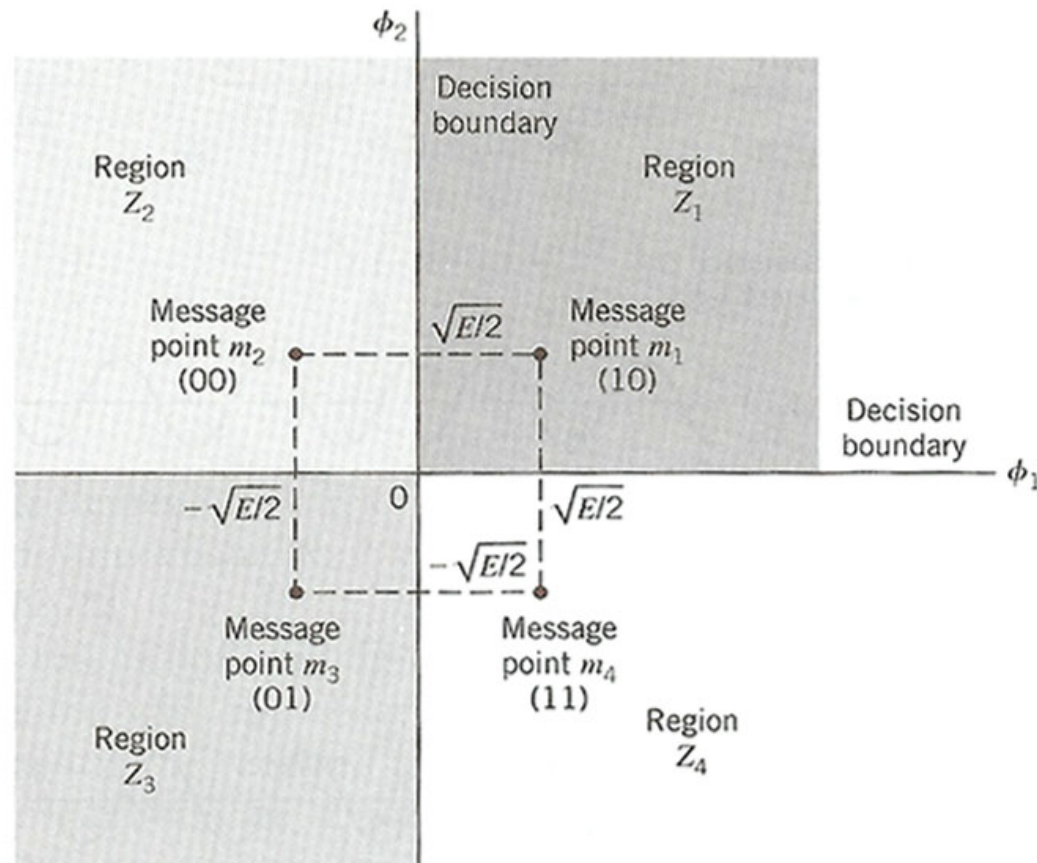 ϕ₂
Decision
boundary
Region
Z₂
Region
Z₁
Message
point m₂
(00)
√E/2
Message
point m₁
(10)
Decision
boundary
ϕ₁
0
−√E/2
√E/2
−√E/2
Message
point m₃
(01)
Message
point m₄
(11)
Region
Z₃
Region
Z₄